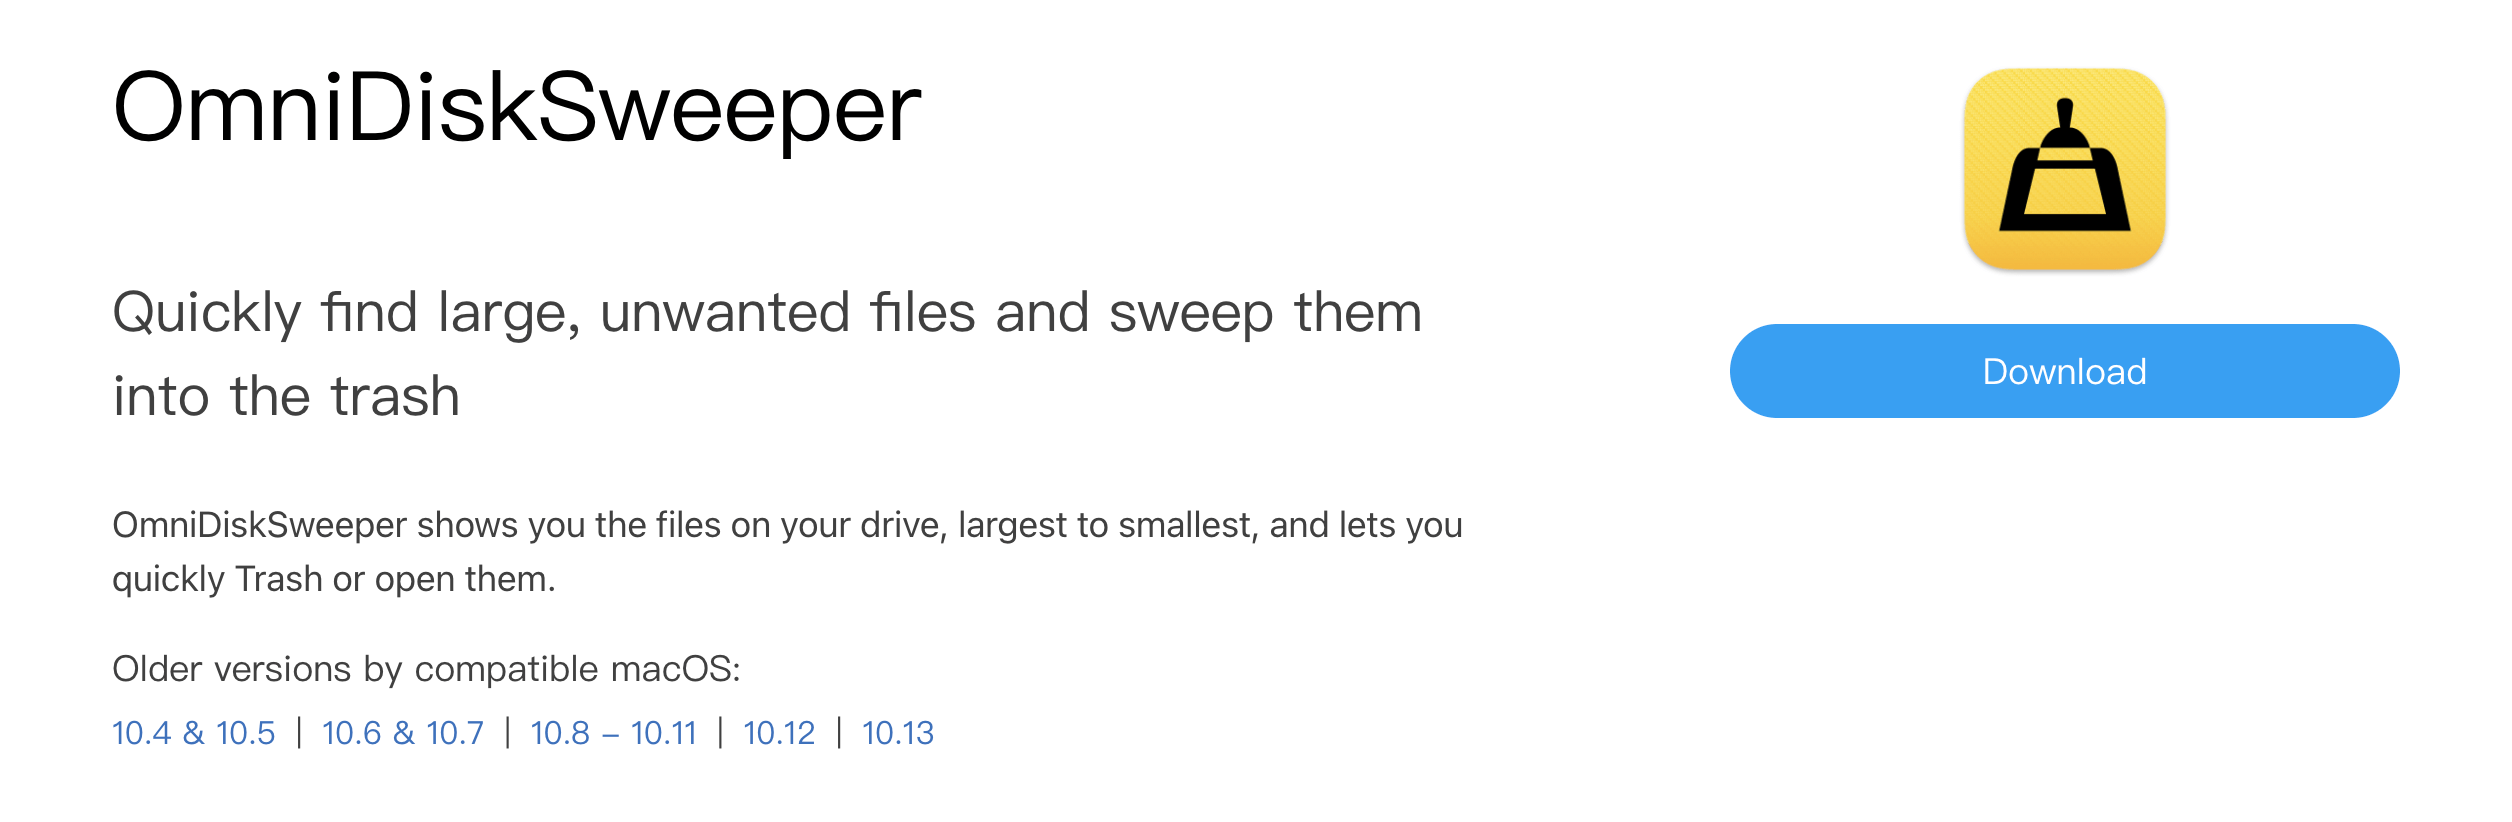 OmniDiskSweeper
Quickly find large, unwanted files and sweep them
into the trash
Download
OmniDiskSweeper shows you the files on your drive, largest to smallest, and lets you
quickly Trash or open them.
Older versions by compatible macOS:
10.4 & 10.5 | 10.6 & 10.7 | 10.8 – 10.11 | 10.12 | 10.13